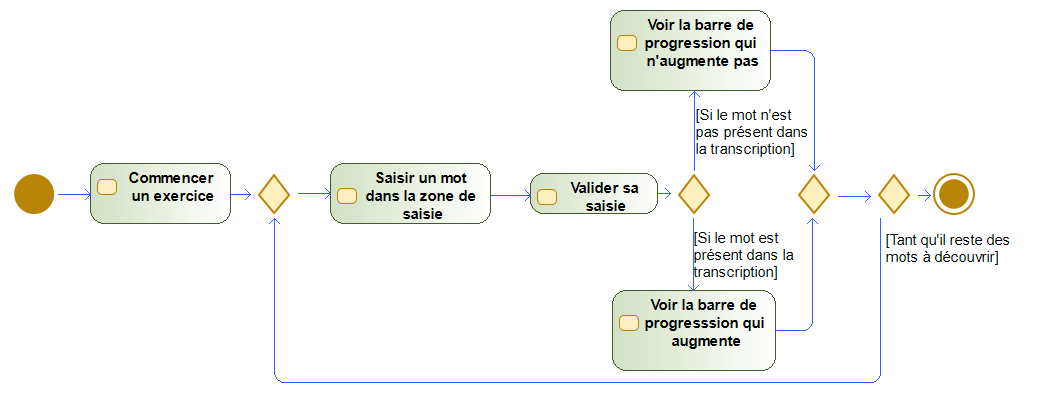 Commencer
un exercice
Saisir un mot
dans la zone de
saisie
Valider sa
saisie
Voir la barre de
progression qui
n'augmente pas
[Si le mot n'est
pas présent dans
la transcription]
[Si le mot est
présent dans la
transcription]
Voir la barre de
progresssion qui
augmente
[Tant qu'il reste des
mots à découvrir]